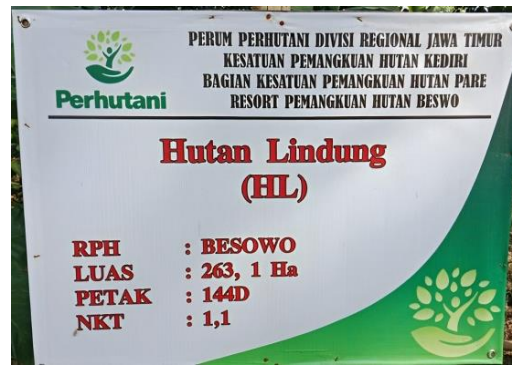 PERUM PERHUTANI DIVISI REGIONAL JAWA TIMUR
KESATUAN PEMANGKUAN HUTAN KEDIRI
BAGIAN KESATUAN PEMANGKUAN HUTAN PARE
RESORT PEMANGKUAN HUTAN BESWO
Perhutani
Hutan Lindung
(HL)
RPH : BESOWO
LUAS : 263, 1 Ha
PETAK : 144D
NKT : 1,1